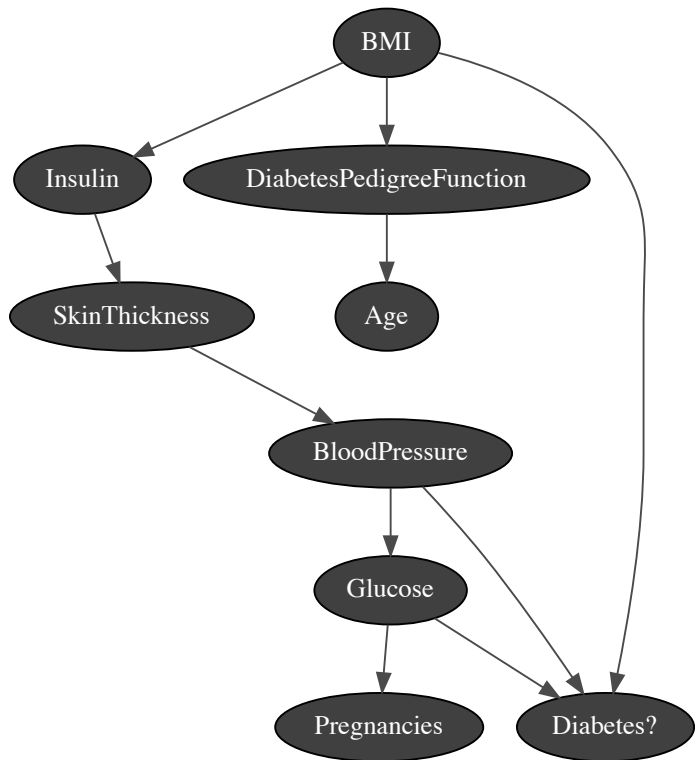 BMI
Insulin
DiabetesPedigreeFunction
SkinThickness
Age
BloodPressure
Glucose
Pregnancies
Diabetes?